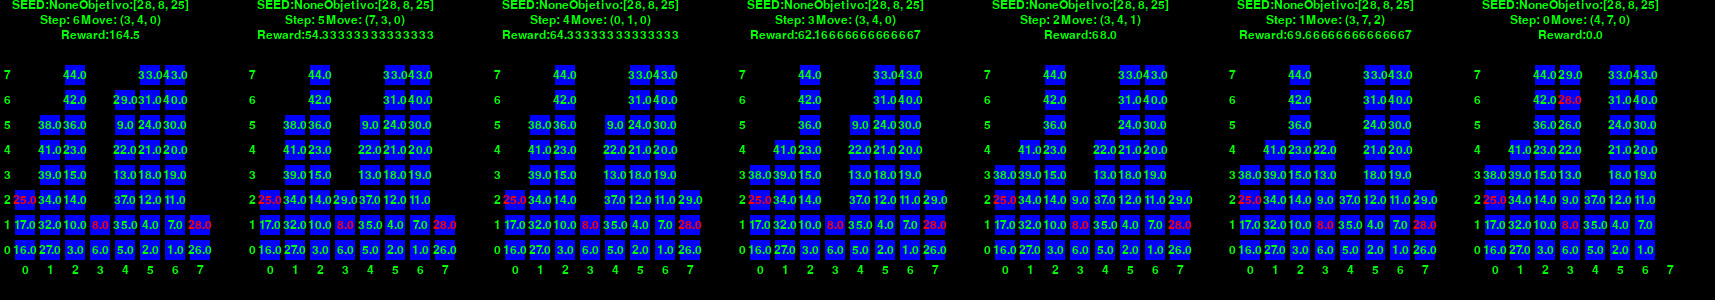 SEED:NoneObjetivo:[28, 8, 25]
Step: 6Move: (3, 4, 0)
Reward:164.5
7 44.0 33.0 43.0
6 42.0 29.0 31.0 40.0
5 38.0 36.0 9.0 24.0 30.0
4 41.0 23.0 22.0 21.0 20.0
3 39.0 15.0 13.0 18.0 19.0
2 25.0 34.0 14.0 37.0 12.0 11.0
1 17.0 32.0 10.0 8.0 35.0 4.0 7.0 28.0
0 16.0 27.0 3.0 6.0 5.0 2.0 1.0 26.0
0 1 2 3 4 5 6 7
SEED:NoneObjetivo:[28, 8, 25]
Step: 5Move: (7, 3, 0)
Reward:54.33333333333333
7 44.0 33.0 43.0
6 42.0 31.0 40.0
5 38.0 36.0 9.0 24.0 30.0
4 41.0 23.0 22.0 21.0 20.0
3 39.0 15.0 13.0 18.0 19.0
2 25.0 34.0 14.0 29.0 37.0 12.0 11.0
1 17.0 32.0 10.0 8.0 35.0 4.0 7.0 28.0
0 16.0 27.0 3.0 6.0 5.0 2.0 1.0 26.0
0 1 2 3 4 5 6 7
SEED:NoneObjetivo:[28, 8, 25]
Step: 4Move: (0, 1, 0)
Reward:64.33333333333333
7 44.0 33.0 43.0
6 42.0 31.0 40.0
5 38.0 36.0 9.0 24.0 30.0
4 41.0 23.0 22.0 21.0 20.0
3 39.0 15.0 13.0 18.0 19.0
2 25.0 34.0 14.0 37.0 12.0 11.0 29.0
1 17.0 32.0 10.0 8.0 35.0 4.0 7.0 28.0
0 16.0 27.0 3.0 6.0 5.0 2.0 1.0 26.0
0 1 2 3 4 5 6 7
SEED:NoneObjetivo:[28, 8, 25]
Step: 3Move: (3, 4, 0)
Reward:62.16666666666667
7 44.0 33.0 43.0
6 42.0 31.0 40.0
5 36.0 9.0 24.0 30.0
4 41.0 23.0 22.0 21.0 20.0
3 38.0 39.0 15.0 13.0 18.0 19.0
2 25.0 34.0 14.0 37.0 12.0 11.0 29.0
1 17.0 32.0 10.0 8.0 35.0 4.0 7.0 28.0
0 16.0 27.0 3.0 6.0 5.0 2.0 1.0 26.0
0 1 2 3 4 5 6 7
SEED:NoneObjetivo:[28, 8, 25]
Step: 2Move: (3, 4, 1)
Reward:68.0
7 44.0 33.0 43.0
6 42.0 31.0 40.0
5 36.0 24.0 30.0
4 41.0 23.0 22.0 21.0 20.0
3 38.0 39.0 15.0 13.0 18.0 19.0
2 25.0 34.0 14.0 9.0 37.0 12.0 11.0 29.0
1 17.0 32.0 10.0 8.0 35.0 4.0 7.0 28.0
0 16.0 27.0 3.0 6.0 5.0 2.0 1.0 26.0
0 1 2 3 4 5 6 7
SEED:NoneObjetivo:[28, 8, 25]
Step: 1Move: (3, 7, 2)
Reward:69.66666666666667
7 44.0 33.0 43.0
6 42.0 31.0 40.0
5 36.0 24.0 30.0
4 41.0 23.0 22.0 21.0 20.0
3 38.0 39.0 15.0 13.0 18.0 19.0
2 25.0 34.0 14.0 9.0 37.0 12.0 11.0 29.0
1 17.0 32.0 10.0 8.0 35.0 4.0 7.0 28.0
0 16.0 27.0 3.0 6.0 5.0 2.0 1.0 26.0
0 1 2 3 4 5 6 7
SEED:NoneObjetivo:[28, 8, 25]
Step: 0Move: (4, 7, 0)
Reward:0.0
7 44.0 29.0 33.0 43.0
6 42.0 28.0 31.0 40.0
5 36.0 26.0 24.0 30.0
4 41.0 23.0 22.0 21.0 20.0
3 38.0 39.0 15.0 13.0 18.0 19.0
2 25.0 34.0 14.0 9.0 37.0 12.0 11.0
1 17.0 32.0 10.0 8.0 35.0 4.0 7.0
0 16.0 27.0 3.0 6.0 5.0 2.0 1.0
0 1 2 3 4 5 6 7